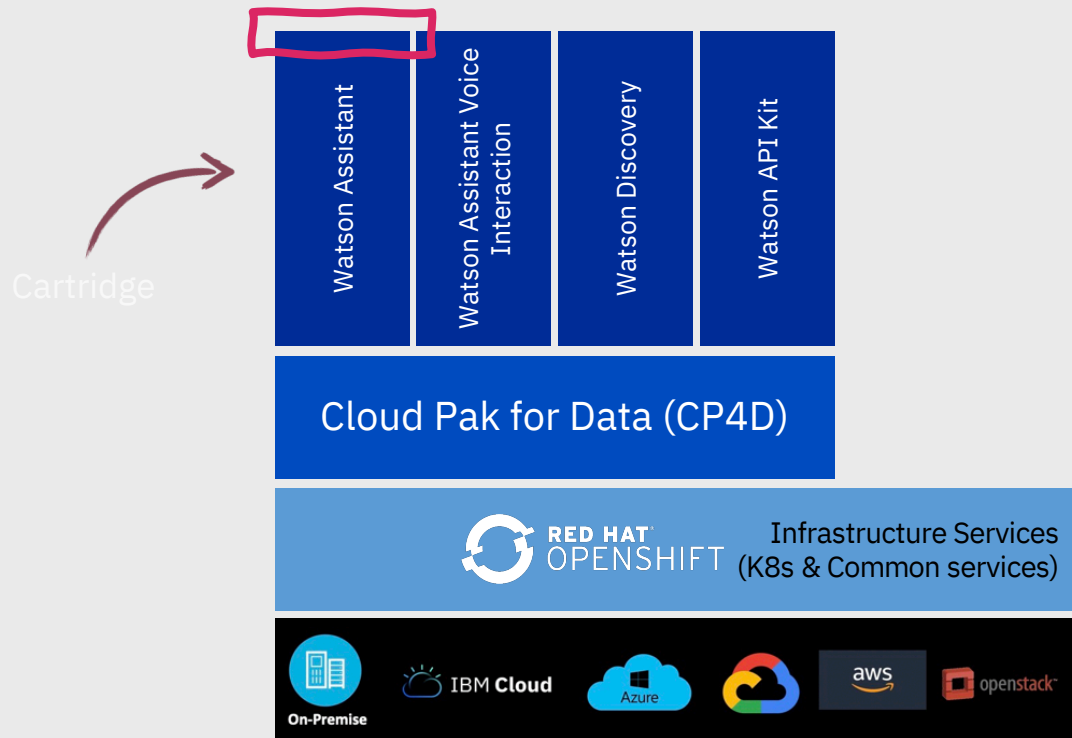 Cartridge
Watson Assistant
Watson Assistant Voice
Interaction
Watson Discovery
Watson API Kit
Cloud Pak for Data (CP4D)
RED HAT
OPENSHIFT
Infrastructure Services
(K8s & Common services)
On-Premise
IBM Cloud
Azure
aws
openstack